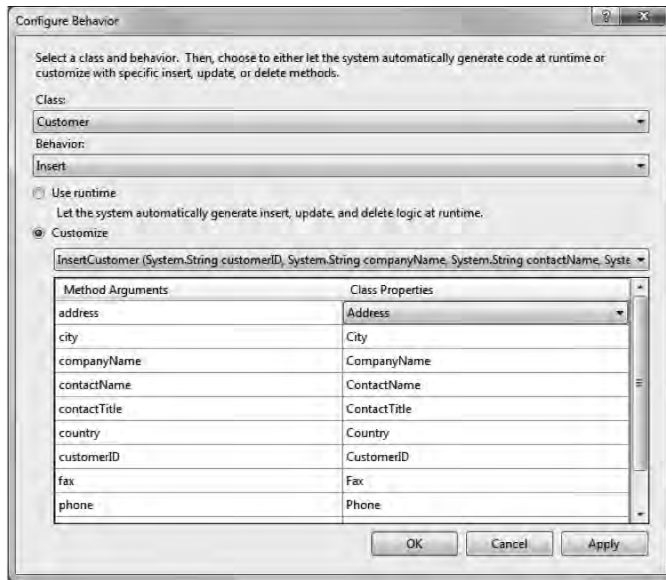 Configure Behavior
Select a class and behavior. Then, choose to either let the system automatically generate code at runtime or
customize with specific insert, update, or delete methods.
Class:
Customer
Behavior:
Insert
Use runtime
Let the system automatically generate insert, update, and delete logic at runtime.
Customize
InsertCustomer (System.String customerID, System.String companyName, System.String contactName, Syste
Method Arguments Class Properties
address Address
city City
companyName CompanyName
contactName ContactName
contactTitle ContactTitle
country Country
customerID CustomerID
fax Fax
phone Phone
OK Cancel Apply